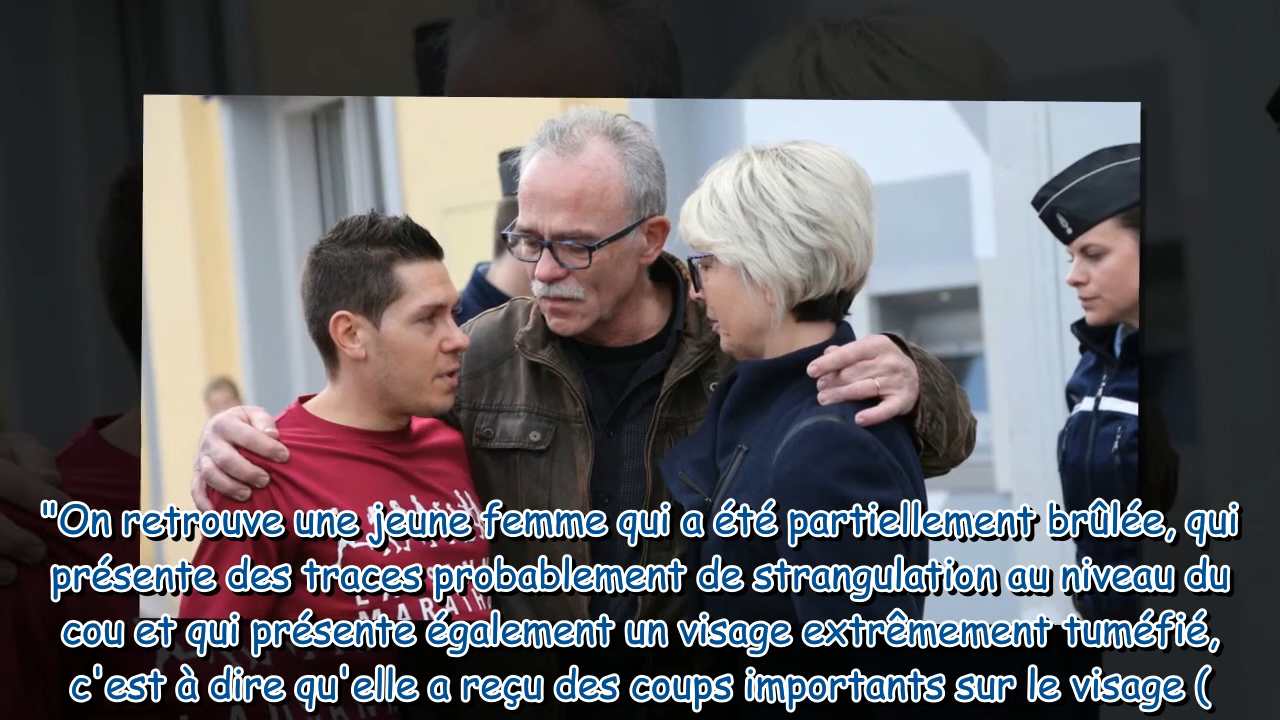 "On retrouve une jeune femme qui a été partiellement brûlée, qui
présente des traces probablement de strangulation au niveau du
cou et qui présente également un visage extrêmement tuméfié,
c'est à dire qu'elle a reçu des coups importants sur le visage (